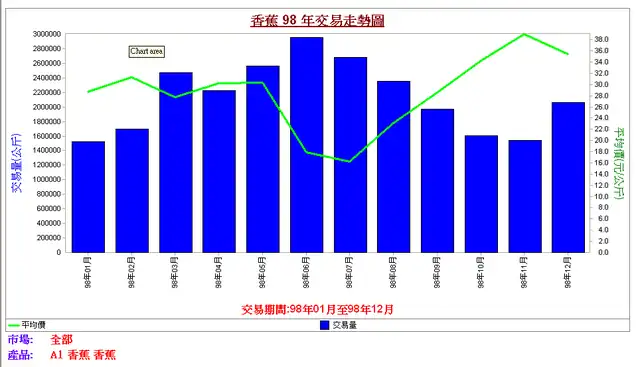 香蕉 98 年交易走勢圖
Chart area
交易量(公斤)
3000000
2800000
2600000
2400000
2200000
2000000
1800000
1600000
1400000
1200000
1000000
800000
600000
400000
200000
0
38.0
36.0
34.0
32.0
30.0
28.0
26.0
24.0
22.0
20.0
18.0
16.0
14.0
12.0
10.0
8.0
6.0
4.0
2.0
0.0
平均價(元/公斤)
98年01月
98年02月
98年03月
98年04月
98年05月
98年06月
98年07月
98年08月
98年09月
98年10月
98年11月
98年12月
交易期間:98年01月至98年12月
平均價 交易量
市場: 全部
產品: A1 香蕉 香蕉